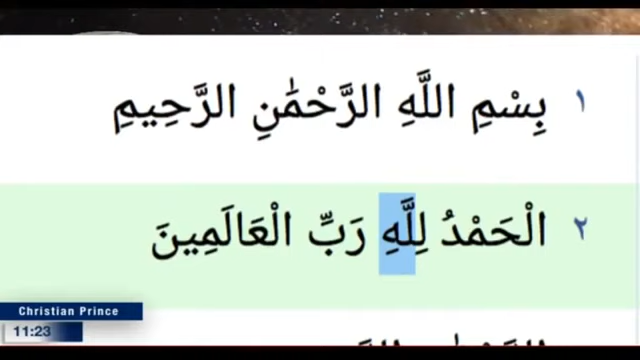 ١ بِسْمِ اللَّهِ الرَّحْمَٰنِ الرَّحِيمِ
٢ الْحَمْدُ لِلَّهِ رَبِّ الْعَالَمِينَ
Christian Prince
11:23